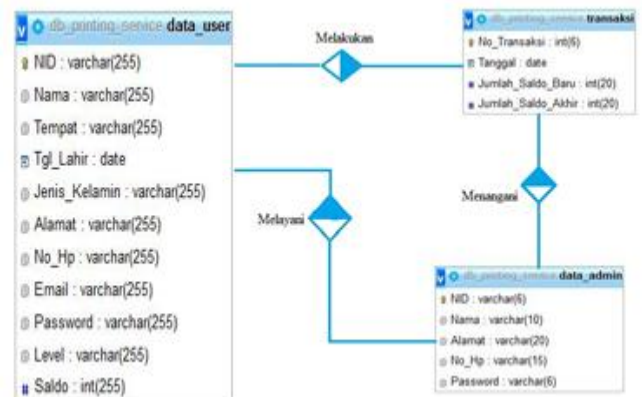 db_printing_service data_user
NID : varchar(255)
Nama : varchar(255)
Tempat : varchar(255)
Tgl_Lahir : date
Jenis_Kelamin : varchar(255)
Alamat : varchar(255)
No_Hp : varchar(255)
Email : varchar(255)
Password : varchar(255)
Level : varchar(255)
Saldo : int(255)
Melakukan
db_printing_service transaksi
No_Transaksi : int(6)
Tanggal : date
Jumlah_Saldo_Baru : int(20)
Jumlah_Saldo_Akhir : int(20)
Melayani
Menangani
db_printing_service data_admin
NID : varchar(6)
Nama : varchar(10)
Alamat : varchar(20)
No_Hp : varchar(15)
Password : varchar(6)